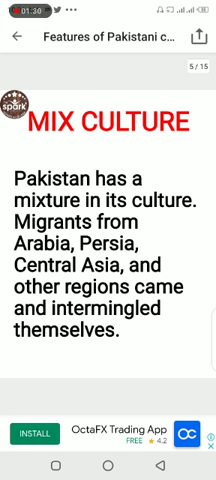 01:30
Features of Pakistani c...
5 / 15
spark
MIX CULTURE
Pakistan has a
mixture in its culture.
Migrants from
Arabia, Persia,
Central Asia, and
other regions came
and intermingled
themselves.
INSTALL
OctaFX Trading App
FREE ★ 4.2